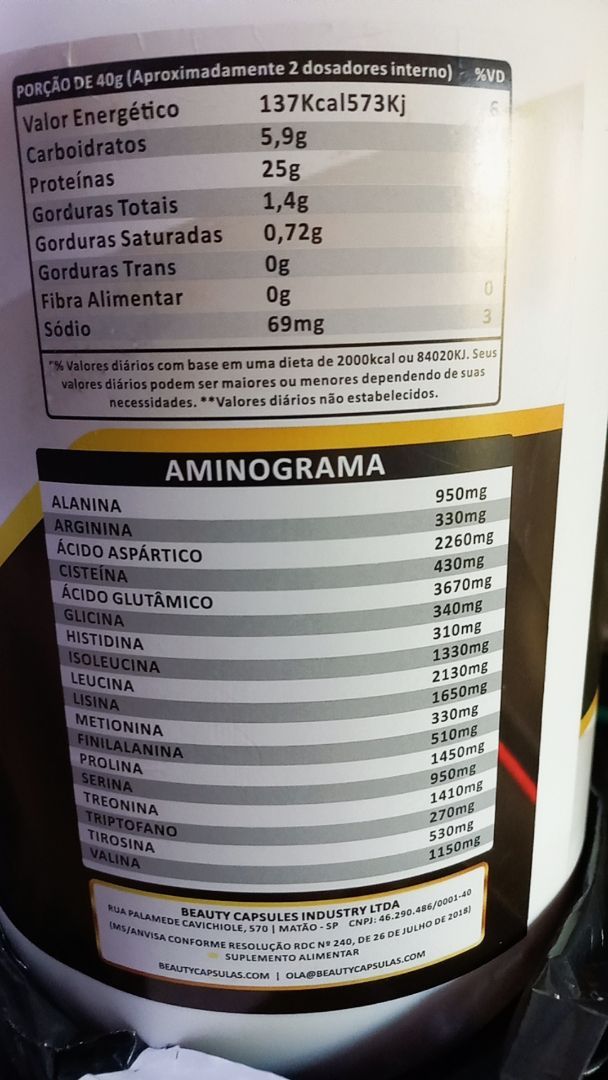 PORÇÃO DE 40g (Aproximadamente 2 dosadores interno) %VD
Valor Energético 137Kcal573Kj 6
Carboidratos 5,9g
Proteínas 25g
Gorduras Totais 1,4g
Gorduras Saturadas 0,72g
Gorduras Trans 0g
Fibra Alimentar 0g 0
Sódio 69mg 3
"% Valores diários com base em uma dieta de 2000kcal ou 84020KJ. Seus
valores diários podem ser maiores ou menores dependendo de suas
necessidades. **Valores diários não estabelecidos.
AMINOGRAMA
ALANINA 950mg
ARGININA 330mg
ÁCIDO ASPÁRTICO 2260mg
CISTEÍNA 430mg
ÁCIDO GLUTÂMICO 3670mg
GLICINA 340mg
HISTIDINA 310mg
ISOLEUCINA 1330mg
LEUCINA 2130mg
LISINA 1650mg
METIONINA 330mg
FINILALANINA 510mg
PROLINA 1450mg
SERINA 950mg
TREONINA 1410mg
TRIPTOFANO 270mg
TIROSINA 530mg
VALINA 1150mg
BEAUTY CAPSULES INDUSTRY LTDA
RUA PALAMEDE CAVICHIOLE, 570 | MATÃO - SP CNPJ: 46.290.486/0001-40
(MS/ANVISA CONFORME RESOLUÇÃO RDC Nº 240, DE 26 DE JULHO DE 2018)
SUPLEMENTO ALIMENTAR
BEAUTYCAPSULAS.COM | OLA@BEAUTYCAPSULAS.COM